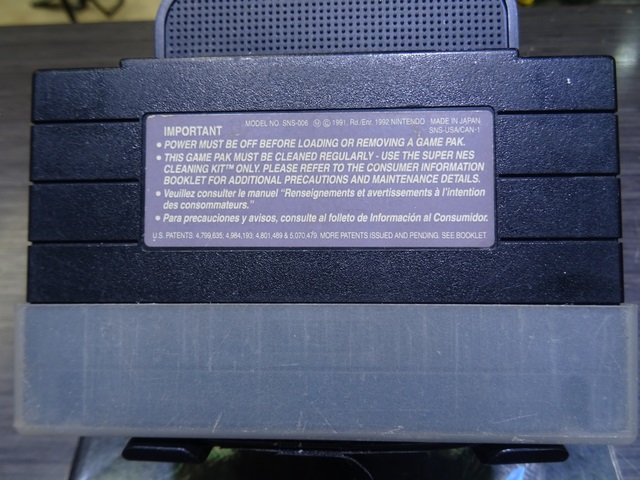 MODEL NO. SNS-006 Ⓜ © 1991, Rd./Enr. 1992 NINTENDO MADE IN JAPAN
IMPORTANT SNS-USA/CAN-1
• POWER MUST BE OFF BEFORE LOADING OR REMOVING A GAME PAK.
• THIS GAME PAK MUST BE CLEANED REGULARLY - USE THE SUPER NES
CLEANING KIT™ ONLY. PLEASE REFER TO THE CONSUMER INFORMATION
BOOKLET FOR ADDITIONAL PRECAUTIONS AND MAINTENANCE DETAILS.
• Veuillez consulter le manuel "Renseignements et avertissements à l'intention
des consommateurs."
• Para precauciones y avisos, consulte al folleto de Información al Consumidor.
U.S. PATENTS: 4,799,635; 4,984,193; 4,801,489 & 5,070,479. MORE PATENTS ISSUED AND PENDING. SEE BOOKLET